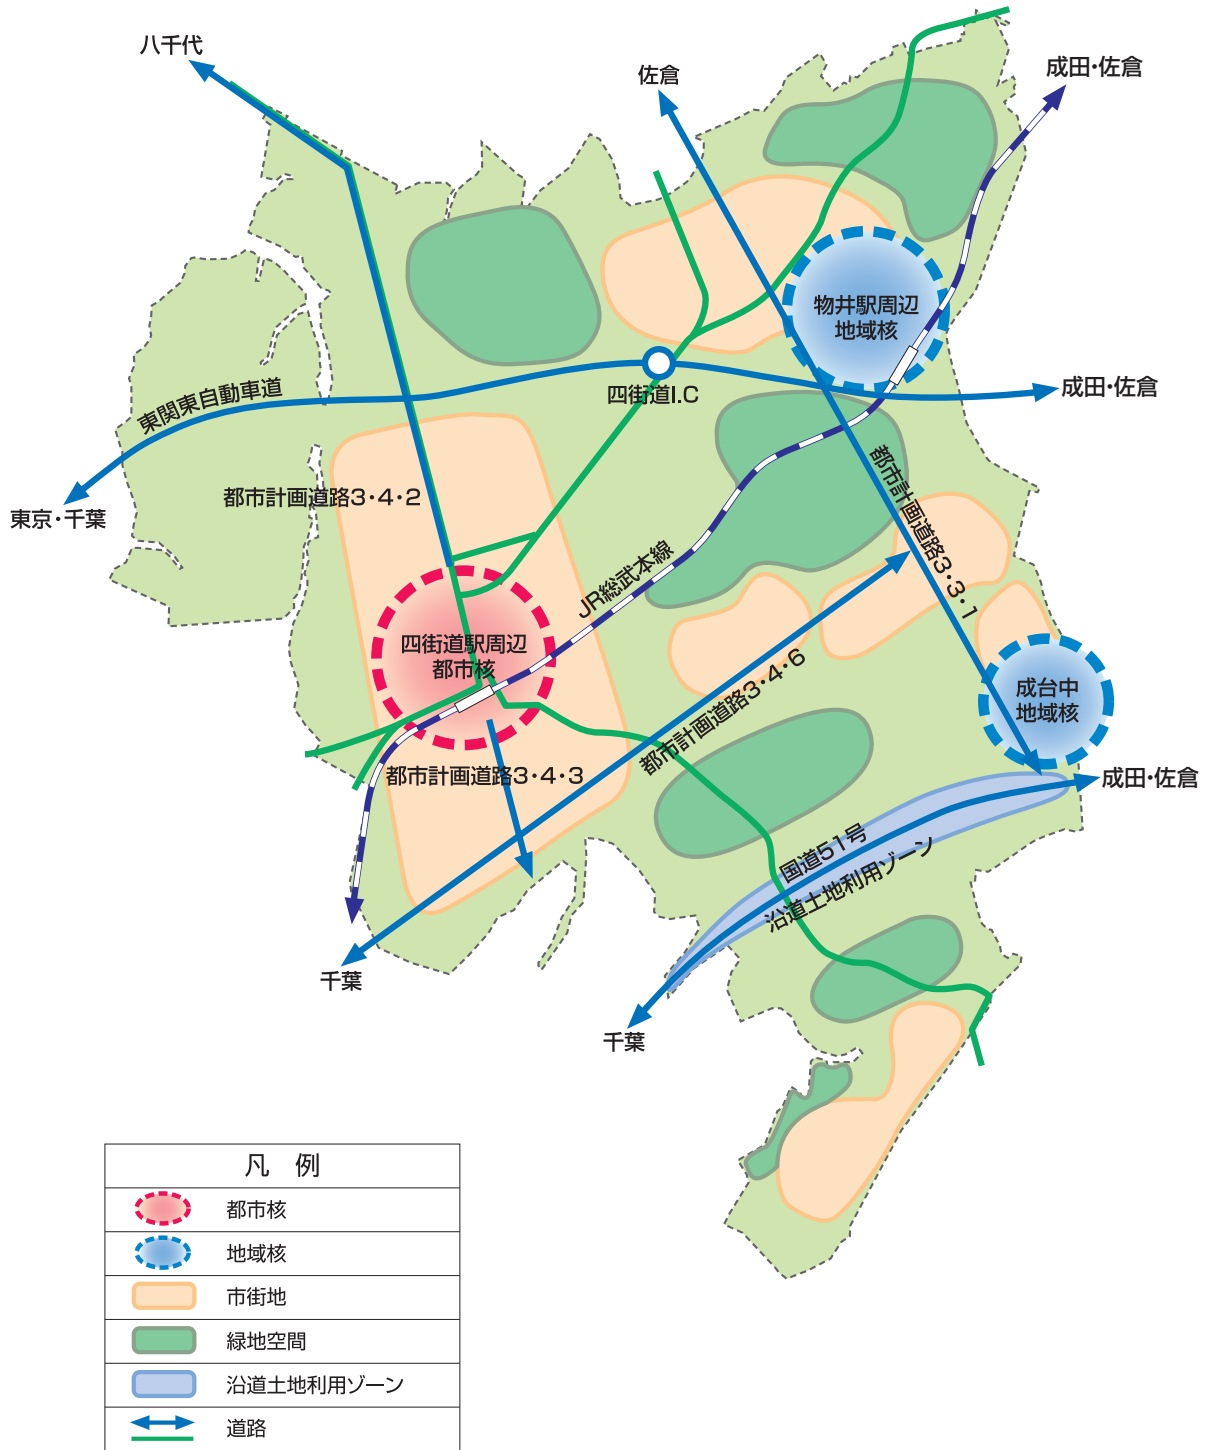 八千代
佐倉
成田・佐倉
物井駅周辺
地域核
四街道I.C
成田・佐倉
東関東自動車道
東京・千葉
都市計画道路3・4・2
都市計画道路3・3・1
JR総武本線
四街道駅周辺
都市核
都市計画道路3・4・6
成台中
地域核
都市計画道路3・4・3
成田・佐倉
国道51号
沿道土地利用ゾーン
千葉
千葉
凡 例
都市核
地域核
市街地
緑地空間
沿道土地利用ゾーン
道路